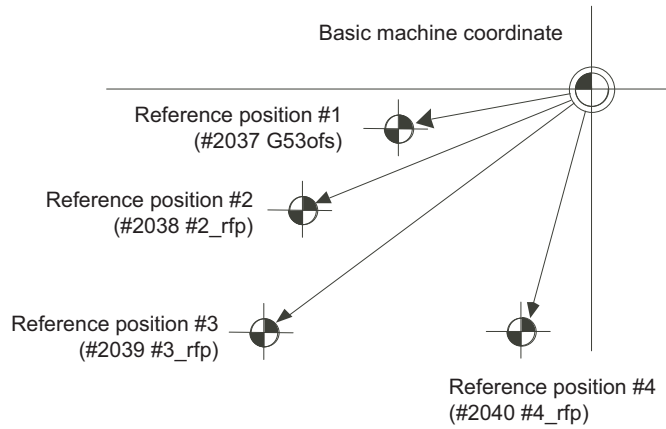 Basic machine coordinate
Reference position #1
(#2037 G53ofs)
Reference position #2
(#2038 #2_rfp)
Reference position #3
(#2039 #3_rfp)
Reference position #4
(#2040 #4_rfp)